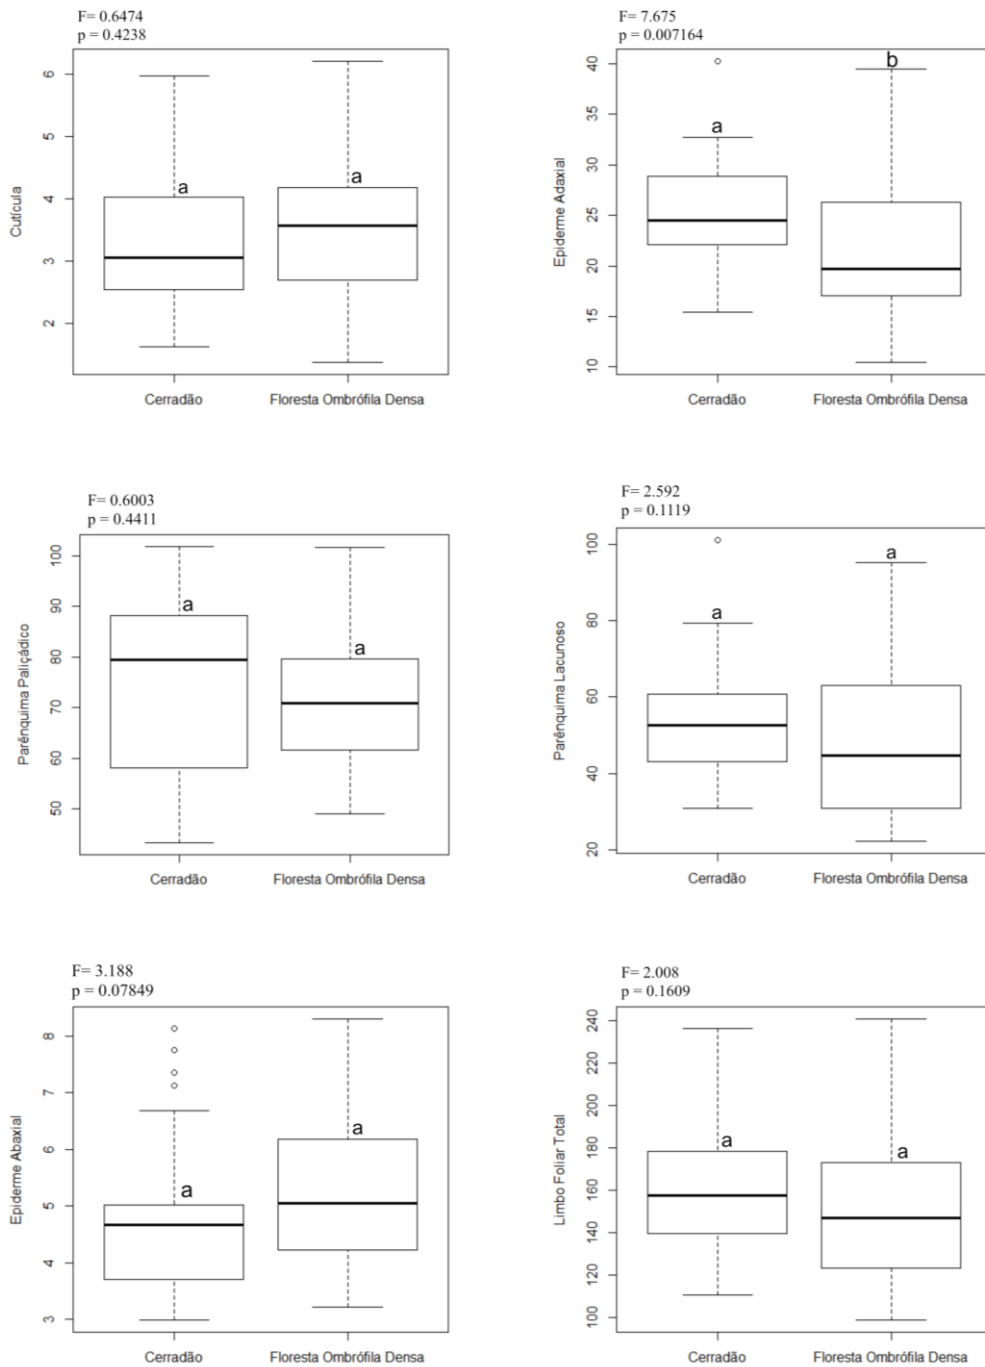 F= 0.6474
p = 0.4238
Cutícula
6
5
4
3
2
a
a
Cerradão
Floresta Ombrófila Densa
F= 7.675
p = 0.007164
Epiderme Adaxial
40
35
30
25
20
15
10
a
b
Cerradão
Floresta Ombrófila Densa
F= 0.6003
p = 0.4411
Parênquima Paliçádico
100
90
80
70
60
50
a
a
Cerradão
Floresta Ombrófila Densa
F= 2.592
p = 0.1119
Parênquima Lacunoso
100
80
60
40
20
a
a
Cerradão
Floresta Ombrófila Densa
F= 3.188
p = 0.07849
Epiderme Abaxial
8
7
6
5
4
3
a
a
Cerradão
Floresta Ombrófila Densa
F= 2.008
p = 0.1609
Limbo Foliar Total
240
220
200
180
160
140
120
100
a
a
Cerradão
Floresta Ombrófila Densa